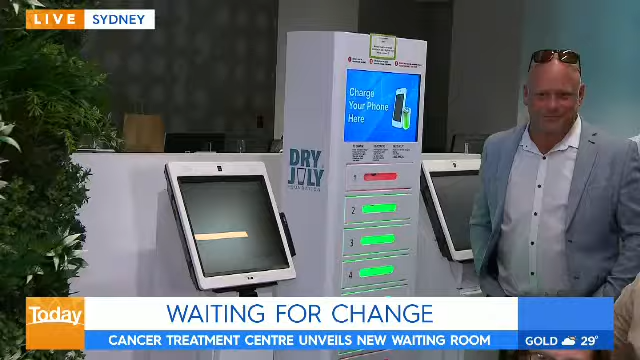 LIVE SYDNEY
Charge
Your Phone
Here
DRY
JULY
FOUNDATION
1
2
3
4
Today
WAITING FOR CHANGE
CANCER TREATMENT CENTRE UNVEILS NEW WAITING ROOM
GOLD 29°